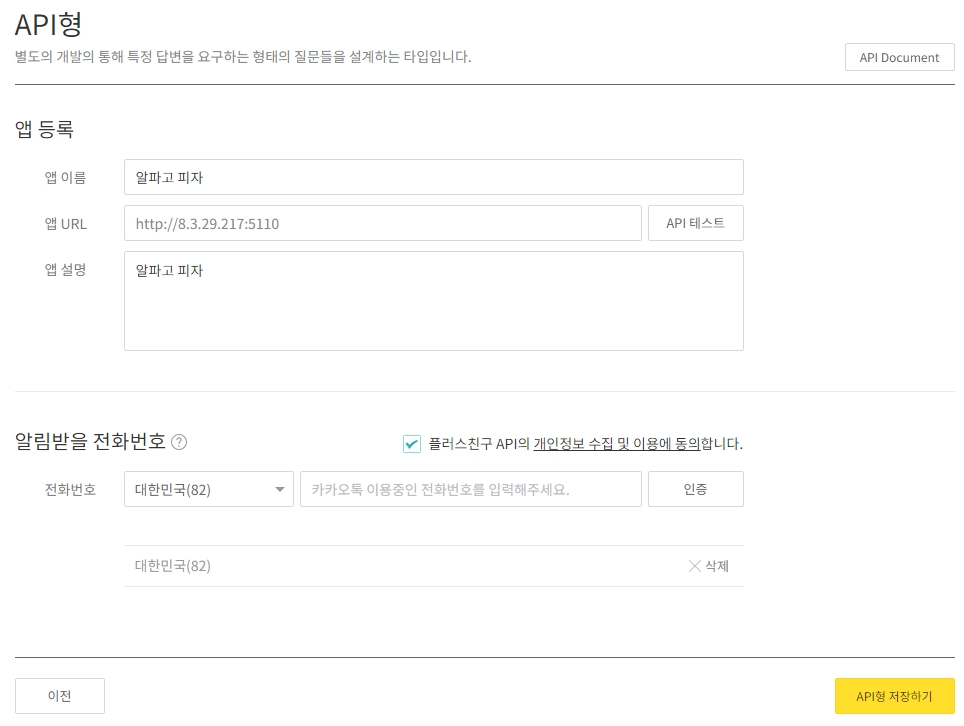 API형
별도의 개발의 통해 특정 답변을 요구하는 형태의 질문들을 설계하는 타입입니다.
API Document
앱 등록
앱 이름 알파고 피자
앱 URL http://8.3.29.217:5110 API 테스트
앱 설명 알파고 피자
알림받을 전화번호 ? 플러스친구 API의 개인정보 수집 및 이용에 동의합니다.
전화번호 대한민국(82) 카카오톡 이용중인 전화번호를 입력해주세요. 인증
대한민국(82) 삭제
이전 API형 저장하기